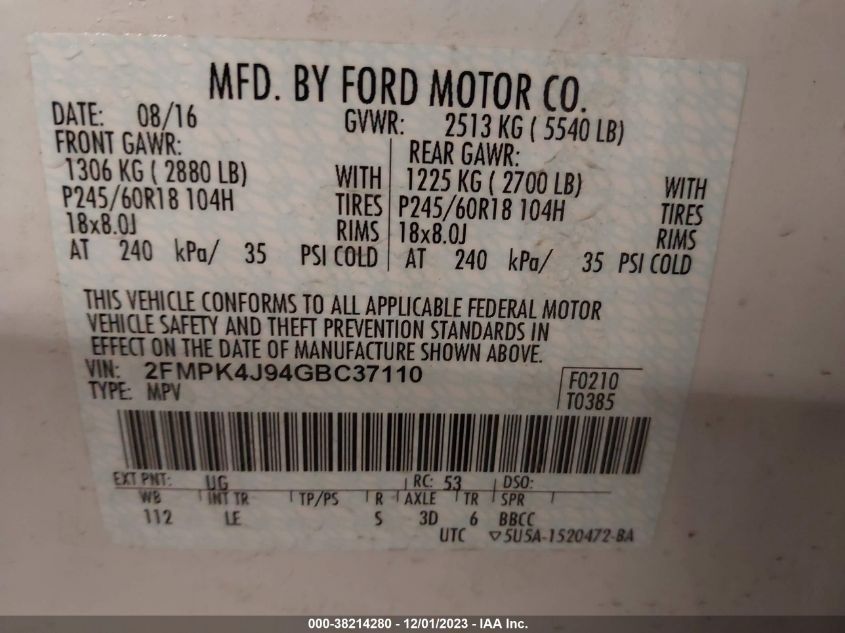 MFD. BY FORD MOTOR CO.
DATE: 08/16 GVWR: 2513 KG ( 5540 LB)
FRONT GAWR: REAR GAWR:
1306 KG ( 2880 LB) WITH 1225 KG ( 2700 LB) WITH
P245/60R18 104H TIRES P245/60R18 104H TIRES
18x8.0J RIMS 18x8.0J RIMS
AT 240 kPa/ 35 PSI COLD AT 240 kPa/ 35 PSI COLD
THIS VEHICLE CONFORMS TO ALL APPLICABLE FEDERAL MOTOR
VEHICLE SAFETY AND THEFT PREVENTION STANDARDS IN
EFFECT ON THE DATE OF MANUFACTURE SHOWN ABOVE.
VIN: 2FMPK4J94GBC37110 F0210
TYPE: MPV T0385
EXT PNT: UG RC: 53 DSO:
WB INT TR TP/PS R AXLE TR SPR
112 LE S 3D 6 BBCC
UTC ▽5U5A-1520472-BA
000-38214280 - 12/01/2023 - IAA Inc.